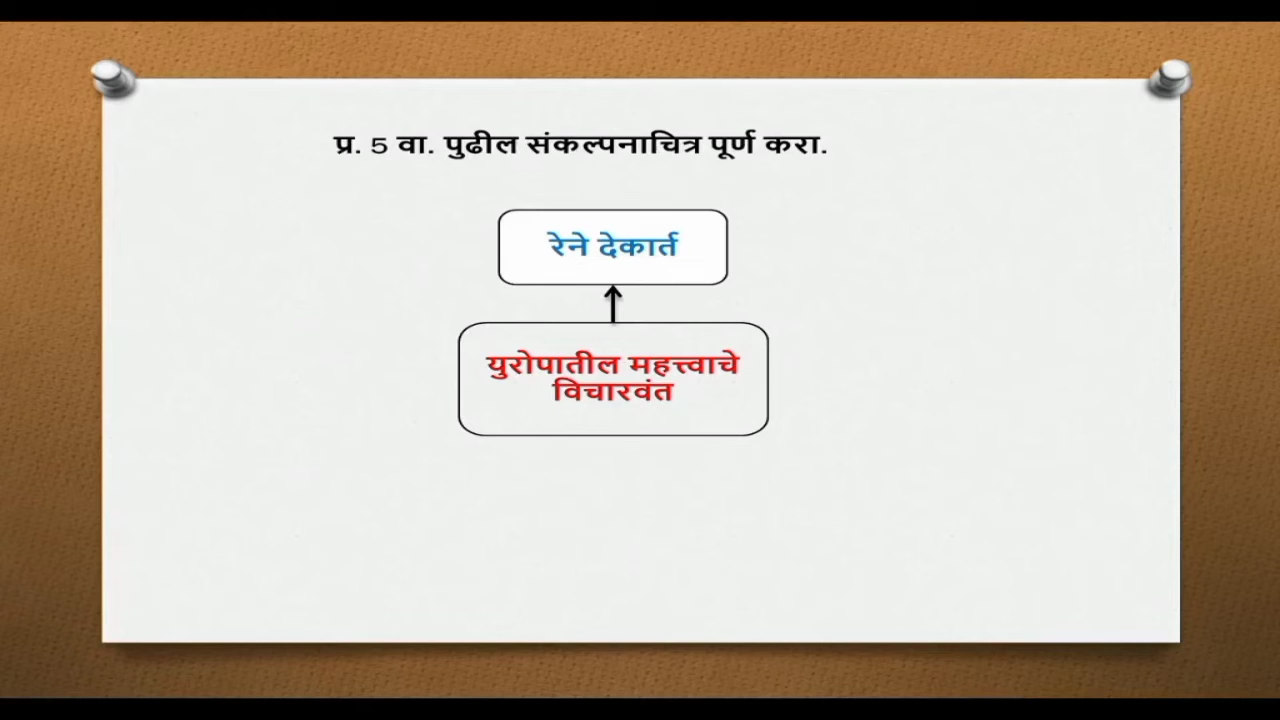 प्र. 5 वा. पुढील संकल्पनाचित्र पूर्ण करा.
रेने देकार्त
युरोपातील महत्त्वाचे
विचारवंत